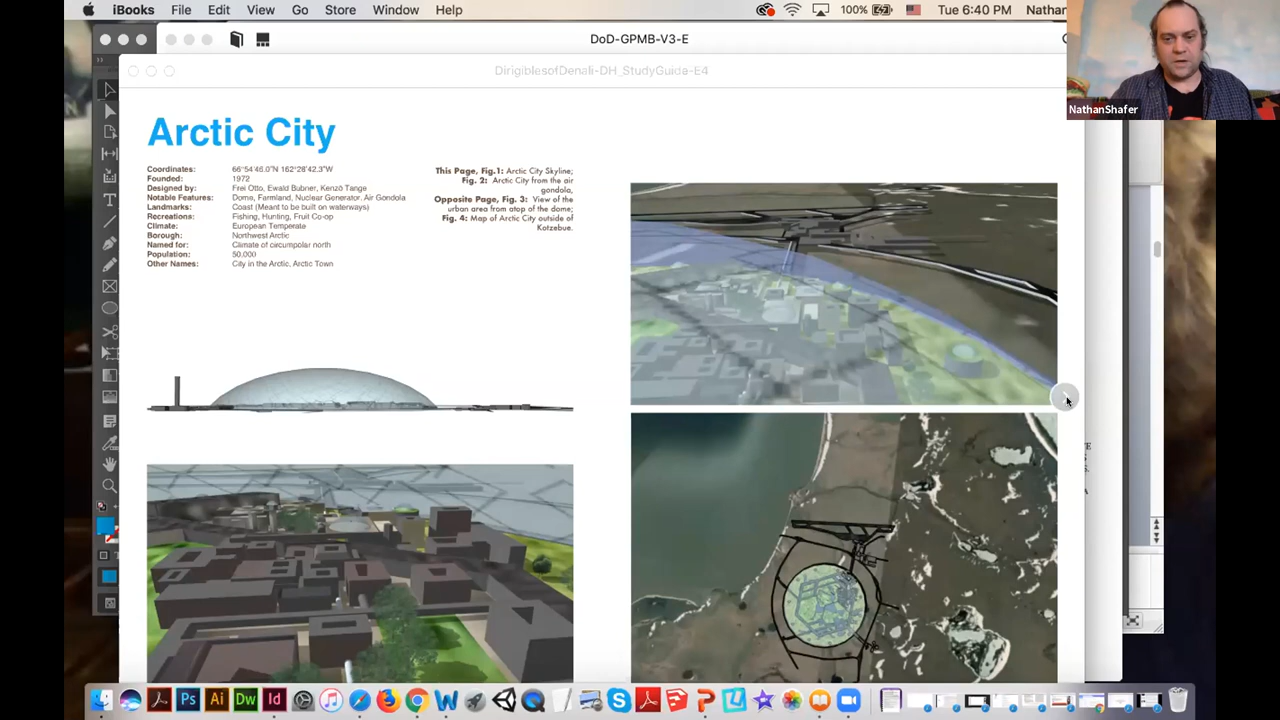 iBooks File Edit View Go Store Window Help 100% Tue 6:40 PM Nathan
DoD-GPMB-V3-E
DirigiblesofDenali-DH_StudyGuide-E4
NathanShafer
Arctic City
Coordinates: 66°54'46.0"N 162°28'42.3"W
Founded: 1972
Designed by: Frei Otto, Ewald Bubner, Kenzō Tange
Notable Features: Dome, Farmland, Nuclear Generator, Air Gondola
Landmarks: Coast (Meant to be built on waterways)
Recreations: Fishing, Hunting, Fruit Co-op
Climate: European Temperate
Borough: Northwest Arctic
Named for: Climate of circumpolar north
Population: 50,000
Other Names: City in the Arctic, Arctic Town
This Page, Fig.1: Arctic City Skyline;
Fig. 2: Arctic City from the air
gondola,
Opposite Page, Fig. 3: View of the
urban area from atop of the dome;
Fig. 4: Map of Arctic City outside of
Kotzebue.
Ps Ai Dw Id